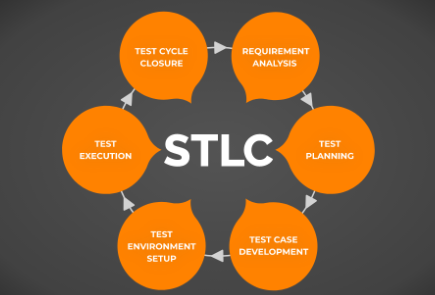 TEST CYCLE
CLOSURE
REQUIREMENT
ANALYSIS
TEST
EXECUTION
STLC
TEST
PLANNING
TEST
ENVIRONMENT
SETUP
TEST CASE
DEVELOPMENT